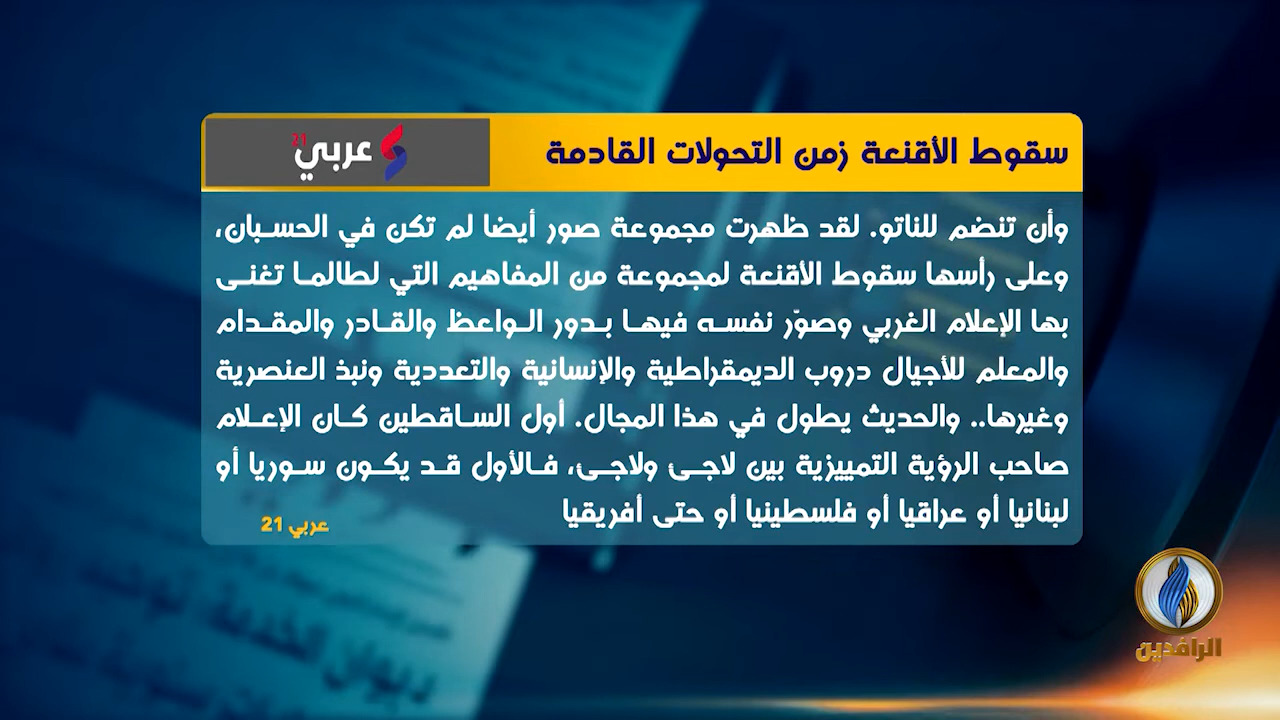 سقوط الأقنعة زمن التحولات القادمة
عربي21
وأن تنضم للناتو. لقد ظهرت مجموعة صور أيضا لم تكن في الحسبان،
وعلى رأسها سقوط الأقنعة لمجموعة من المفاهيم التي لطالما تغنى
بها الإعلام الغربي وصوّر نفسه فيها بدور الواعظ والقادر والمقدام
والمعلم للأجيال دروب الديمقراطية والإنسانية والتعددية ونبذ العنصرية
وغيرها.. والحديث يطول في هذا المجال. أول الساقطين كان الإعلام
صاحب الرؤية التمييزية بين لاجئ ولاجئ، فالأول قد يكون سوريا أو
لبنانيا أو عراقيا أو فلسطينيا أو حتى أفريقيا
عربي 21
الرافدين
ديوان الخدمة: توحيد